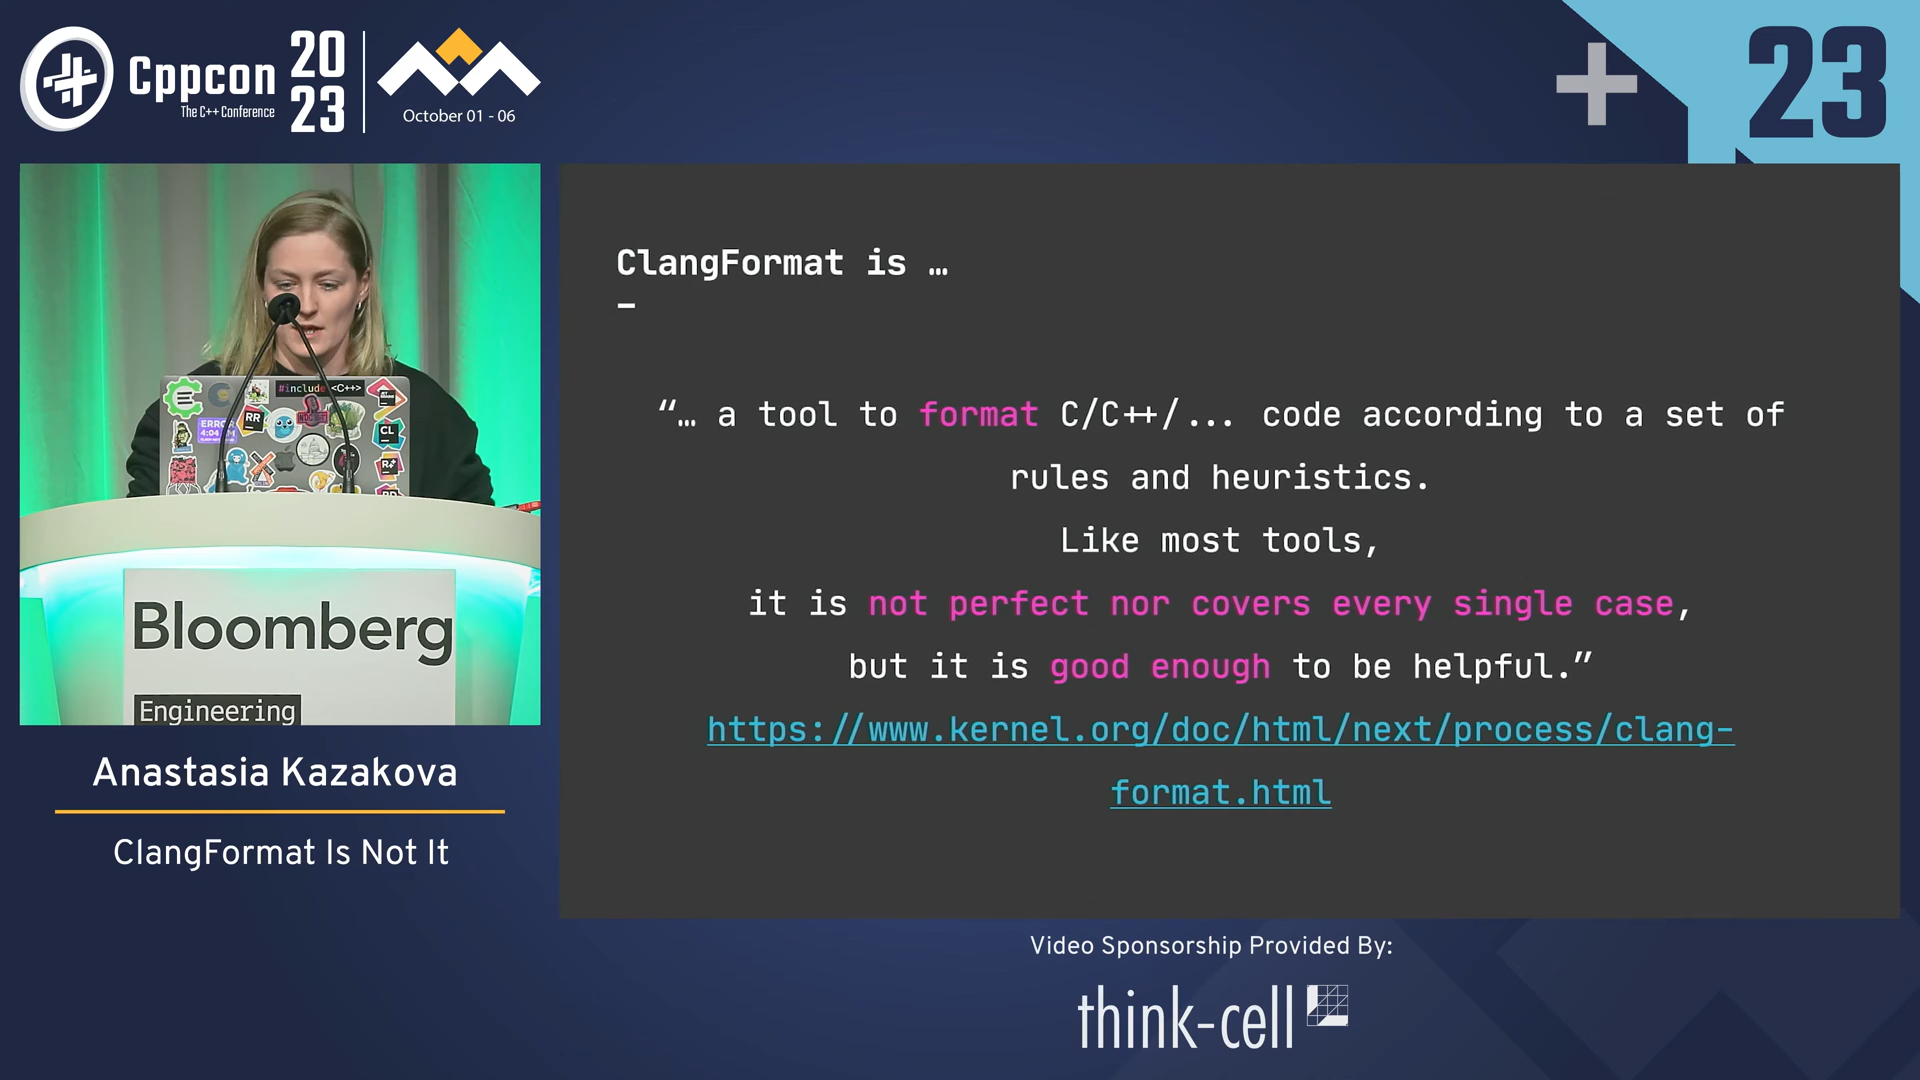 Cppcon
The C++ Conference
20
23
October 01 - 06
23
ClangFormat is …
“… a tool to format C/C++/... code according to a set of
rules and heuristics.
Like most tools,
it is not perfect nor covers every single case,
but it is good enough to be helpful.”
https://www.kernel.org/doc/html/next/process/clang-
format.html
#include <C++>
RR
ERROR
CL
R+
Bloomberg
Engineering
Anastasia Kazakova
ClangFormat Is Not It
Video Sponsorship Provided By:
think-cell